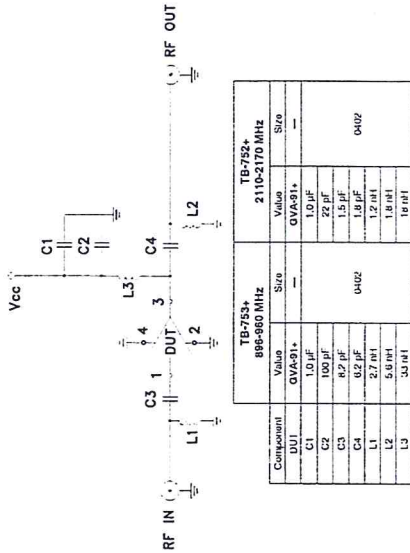 Vcc
C1
C2
L3
C4
L2
RF OUT
RF IN
C3
L1
1
DUT
4
2
3
TB-753+
896-960 MHz
TB-752+
2110-2170 MHz
Component Value Size Value Size
DUT GVA-91+ — GVA-91+ —
C1 1.0 µF 0402 1.0 µF 0402
C2 100 pF 22 pF
C3 8.2 pF 1.5 pF
C4 6.2 pF 1.8 pF
L1 2.7 nH 1.2 nH
L2 5.6 nH 1.8 nH
L3 33 nH 18 nH